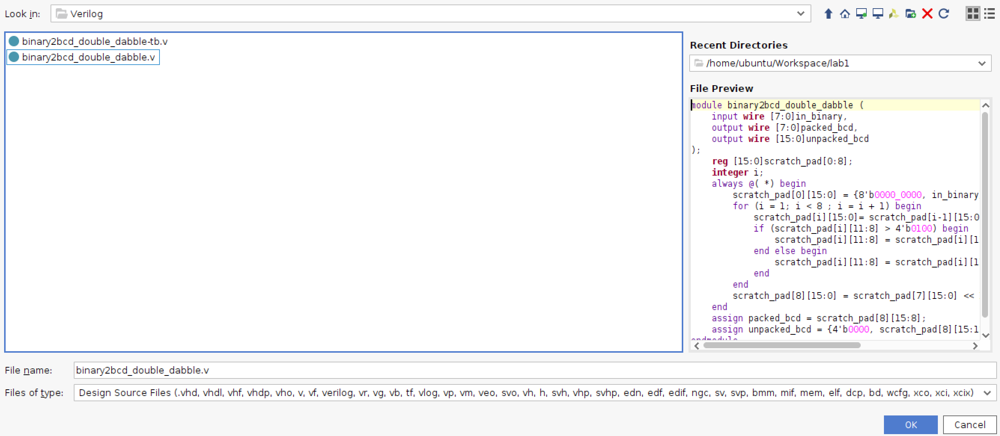 Look in: Verilog
binary2bcd_double_dabble-tb.v
binary2bcd_double_dabble.v
Recent Directories
/home/ubuntu/Workspace/lab1
File Preview
module binary2bcd_double_dabble (
    input wire [7:0]in_binary,
    output wire [7:0]packed_bcd,
    output wire [15:0]unpacked_bcd
);
    reg [15:0]scratch_pad[0:8];
    integer i;
    always @( *) begin
        scratch_pad[0][15:0] = {8'b0000_0000, in_binary
        for (i = 1; i < 8 ; i = i + 1) begin
            scratch_pad[i][15:0]= scratch_pad[i-1][15:0
            if (scratch_pad[i][11:8] > 4'b0100) begin
                scratch_pad[i][11:8] = scratch_pad[i][1
            end else begin
                scratch_pad[i][11:8] = scratch_pad[i][1
            end
        end
        scratch_pad[8][15:0] = scratch_pad[7][15:0] <<
    end
    assign packed_bcd = scratch_pad[8][15:8];
    assign unpacked_bcd = {4'b0000, scratch_pad[8][15:1
endmodule
File name: binary2bcd_double_dabble.v
Files of type: Design Source Files (.vhd, vhdl, vhf, vhdp, vho, v, vf, verilog, vr, vg, vb, tf, vlog, vp, vm, veo, svo, vh, h, svh, vhp, svhp, edn, edf, edif, ngc, sv, svp, bmm, mif, mem, elf, dcp, bd, wcfg, xco, xci, xcix)
OK Cancel